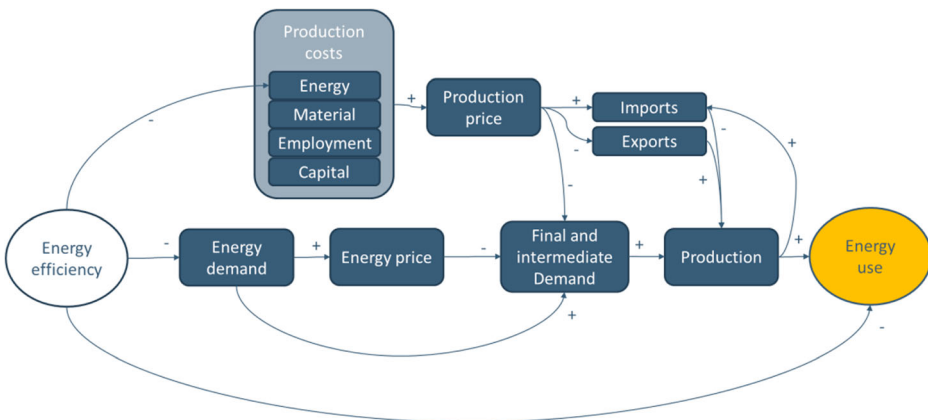 Production
costs
Energy
Material
Employment
Capital
+
Production
price
+
-
-
Imports
Exports
-
+
+
-
Energy
efficiency
-
Energy
demand
+
Energy price
-
Final and
intermediate
Demand
+
Production
+
Energy
use
+
-